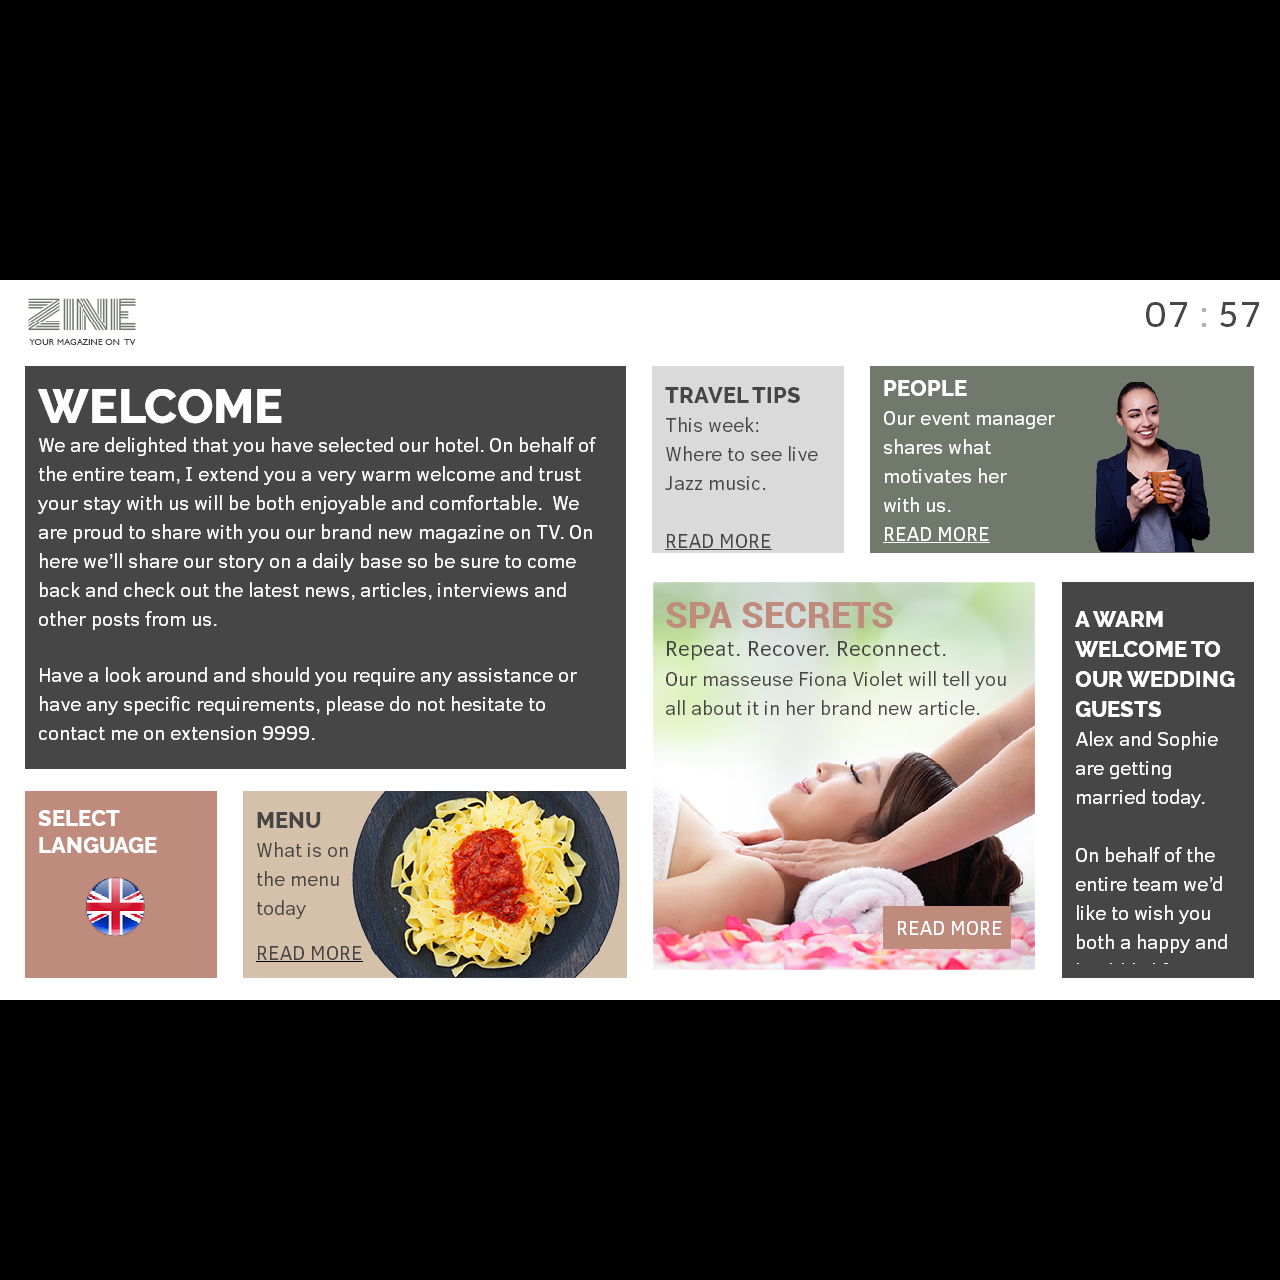 ZINE
YOUR MAGAZINE ON TV
07 : 57
WELCOME
We are delighted that you have selected our hotel. On behalf of
the entire team, I extend you a very warm welcome and trust
your stay with us will be both enjoyable and comfortable.  We
are proud to share with you our brand new magazine on TV. On
here we’ll share our story on a daily base so be sure to come
back and check out the latest news, articles, interviews and
other posts from us.
Have a look around and should you require any assistance or
have any specific requirements, please do not hesitate to
contact me on extension 9999.
SELECT
LANGUAGE
MENU
What is on
the menu
today
READ MORE
TRAVEL TIPS
This week:
Where to see live
Jazz music.
READ MORE
PEOPLE
Our event manager
shares what
motivates her
with us.
READ MORE
SPA SECRETS
Repeat. Recover. Reconnect.
Our masseuse Fiona Violet will tell you
all about it in her brand new article.
READ MORE
A WARM
WELCOME TO
OUR WEDDING
GUESTS
Alex and Sophie
are getting
married today.
On behalf of the
entire team we’d
like to wish you
both a happy and